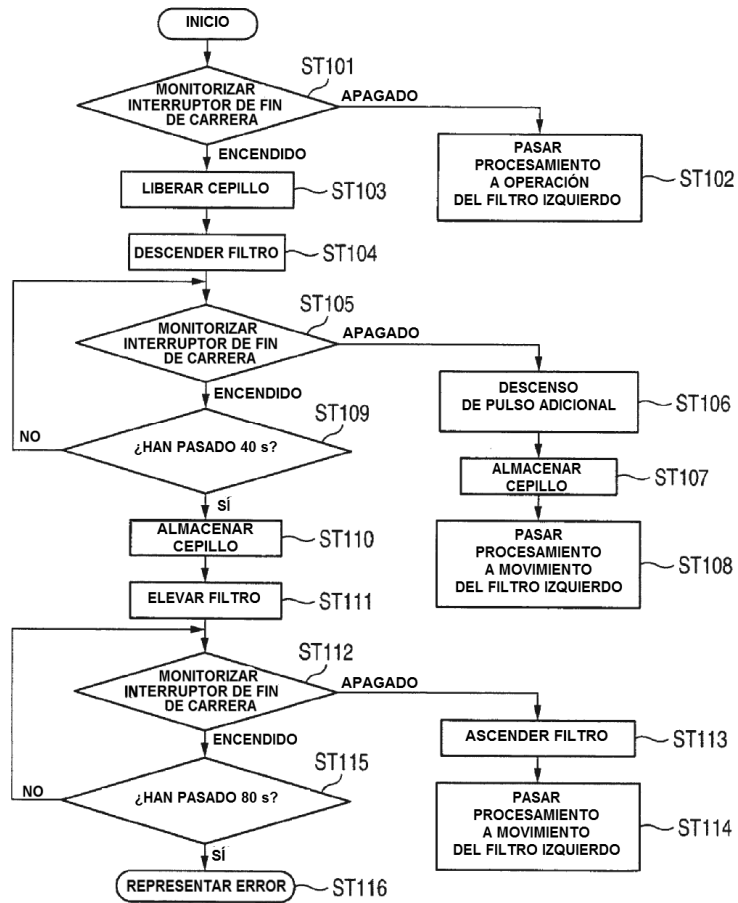 INICIO
ST101
MONITORIZAR
INTERRUPTOR DE FIN
DE CARRERA
APAGADO
ENCENDIDO
PASAR
PROCESAMIENTO
A OPERACIÓN
DEL FILTRO IZQUIERDO
ST102
LIBERAR CEPILLO
ST103
DESCENDER FILTRO
ST104
ST105
MONITORIZAR
INTERRUPTOR DE FIN
DE CARRERA
APAGADO
ENCENDIDO
DESCENSO
DE PULSO ADICIONAL
ST106
ST109
¿HAN PASADO 40 s?
NO
SÍ
ALMACENAR
CEPILLO
ST107
ALMACENAR
CEPILLO
ST110
PASAR
PROCESAMIENTO
A MOVIMIENTO
DEL FILTRO IZQUIERDO
ST108
ELEVAR FILTRO
ST111
ST112
MONITORIZAR
INTERRUPTOR DE FIN
DE CARRERA
APAGADO
ENCENDIDO
ASCENDER FILTRO
ST113
ST115
¿HAN PASADO 80 s?
NO
SÍ
PASAR
PROCESAMIENTO
A MOVIMIENTO
DEL FILTRO IZQUIERDO
ST114
REPRESENTAR ERROR
ST116